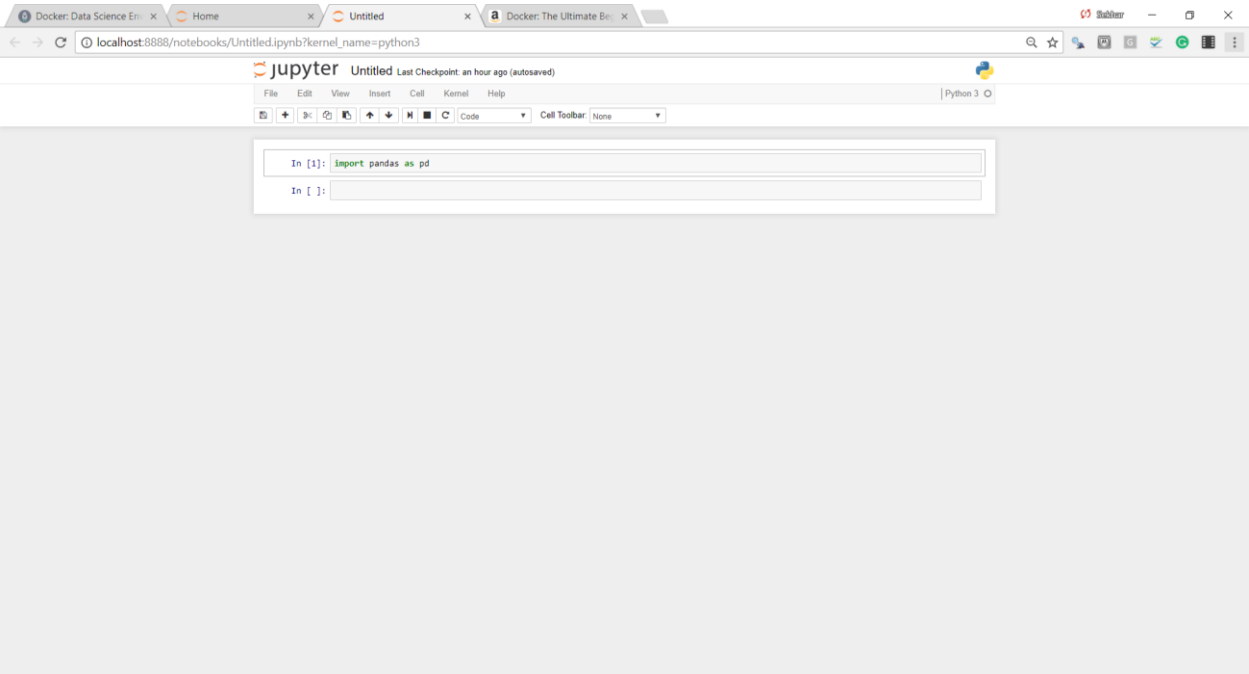 Docker: Data Science En
Home
Untitled
Docker: The Ultimate Be
localhost:8888/notebooks/Untitled.ipynb?kernel_name=python3
jupyter Untitled Last Checkpoint: an hour ago (autosaved)
File Edit View Insert Cell Kernel Help Python 3
Code Cell Toolbar: None
In [1]: import pandas as pd
In [ ]: